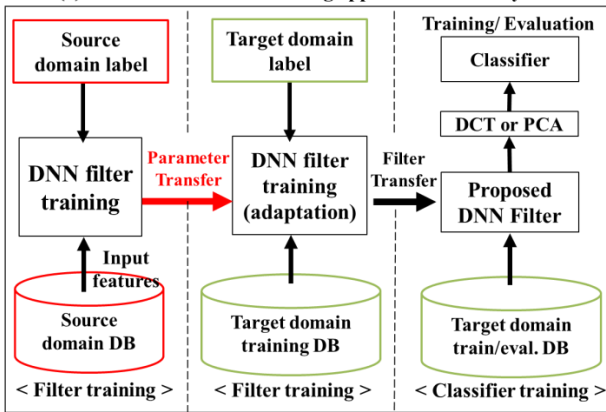 Source
domain label
DNN filter
training
Input
features
Source
domain DB
< Filter training >
Parameter
Transfer
Target domain
label
DNN filter
training
(adaptation)
Target domain
training DB
< Filter training >
Filter
Transfer
Training/ Evaluation
Classifier
DCT or PCA
Proposed
DNN Filter
Target domain
train/eval. DB
< Classifier training >